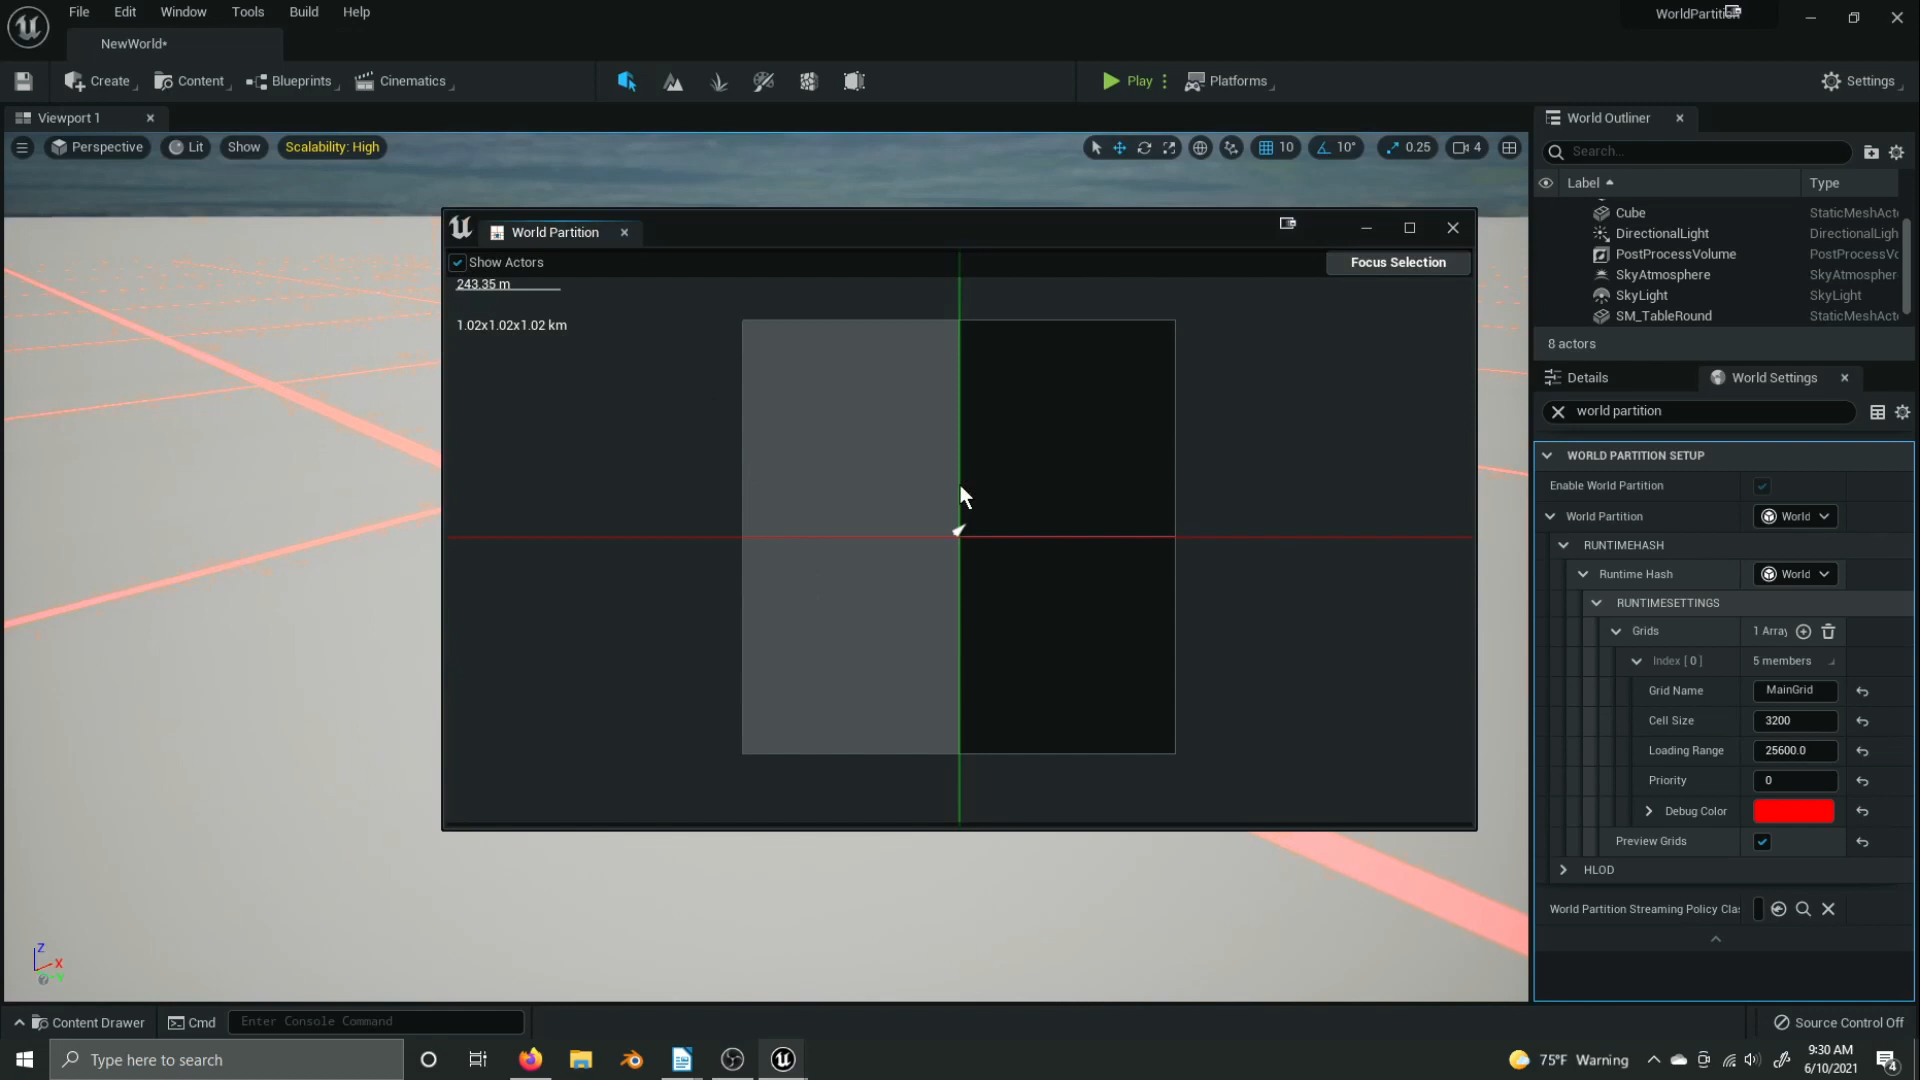 File Edit Window Tools Build Help
NewWorld*
Create Content Blueprints Cinematics Play Platforms Settings
Viewport 1
Perspective Lit Show Scalability: High 10 10° 0.25 4
World Partition
Show Actors Focus Selection
243.35 m
1.02x1.02x1.02 km
World Outliner
Search...
Label Type
Cube StaticMeshAct
DirectionalLight DirectionalLigh
PostProcessVolume PostProcessVo
SkyAtmosphere SkyAtmospher
SkyLight SkyLight
SM_TableRound StaticMeshAct
8 actors
Details World Settings
world partition
WORLD PARTITION SETUP
Enable World Partition
World Partition World
RUNTIMEHASH
Runtime Hash World
RUNTIMESETTINGS
Grids 1 Array
Index [ 0 ] 5 members
Grid Name MainGrid
Cell Size 3200
Loading Range 25600.0
Priority 0
Debug Color
Preview Grids
HLOD
World Partition Streaming Policy Cla
Z
X
Y
Content Drawer Cmd Enter Console Command Source Control Off
Type here to search 75°F Warning 9:30 AM
6/10/2021
4